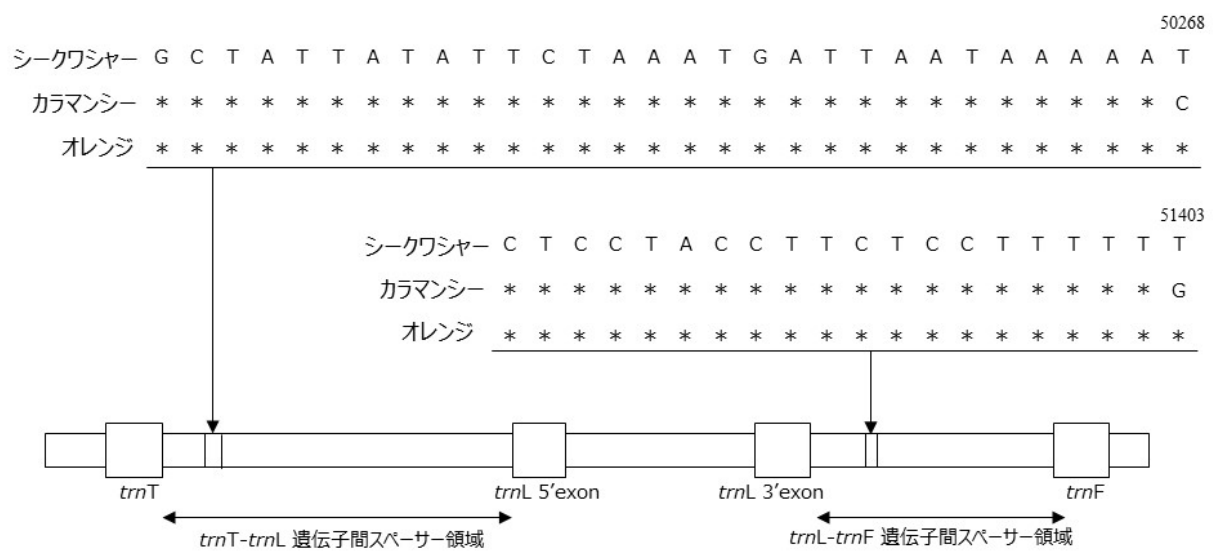 50268
シークワシャー G C T A T T A T A T T C T A A A T G A T T A A T A A A A A T
カラマンシー * * * * * * * * * * * * * * * * * * * * * * * * * * * * * C
オレンジ * * * * * * * * * * * * * * * * * * * * * * * * * * * * * *
51403
シークワシャー C T C C T A C C T T C T C C T T T T T T
カラマンシー * * * * * * * * * * * * * * * * * * * G
オレンジ * * * * * * * * * * * * * * * * * * * *
trnT trnL 5’exon trnL 3’exon trnF
trnT-trnL 遺伝子間スペーサー領域 trnL-trnF 遺伝子間スペーサー領域